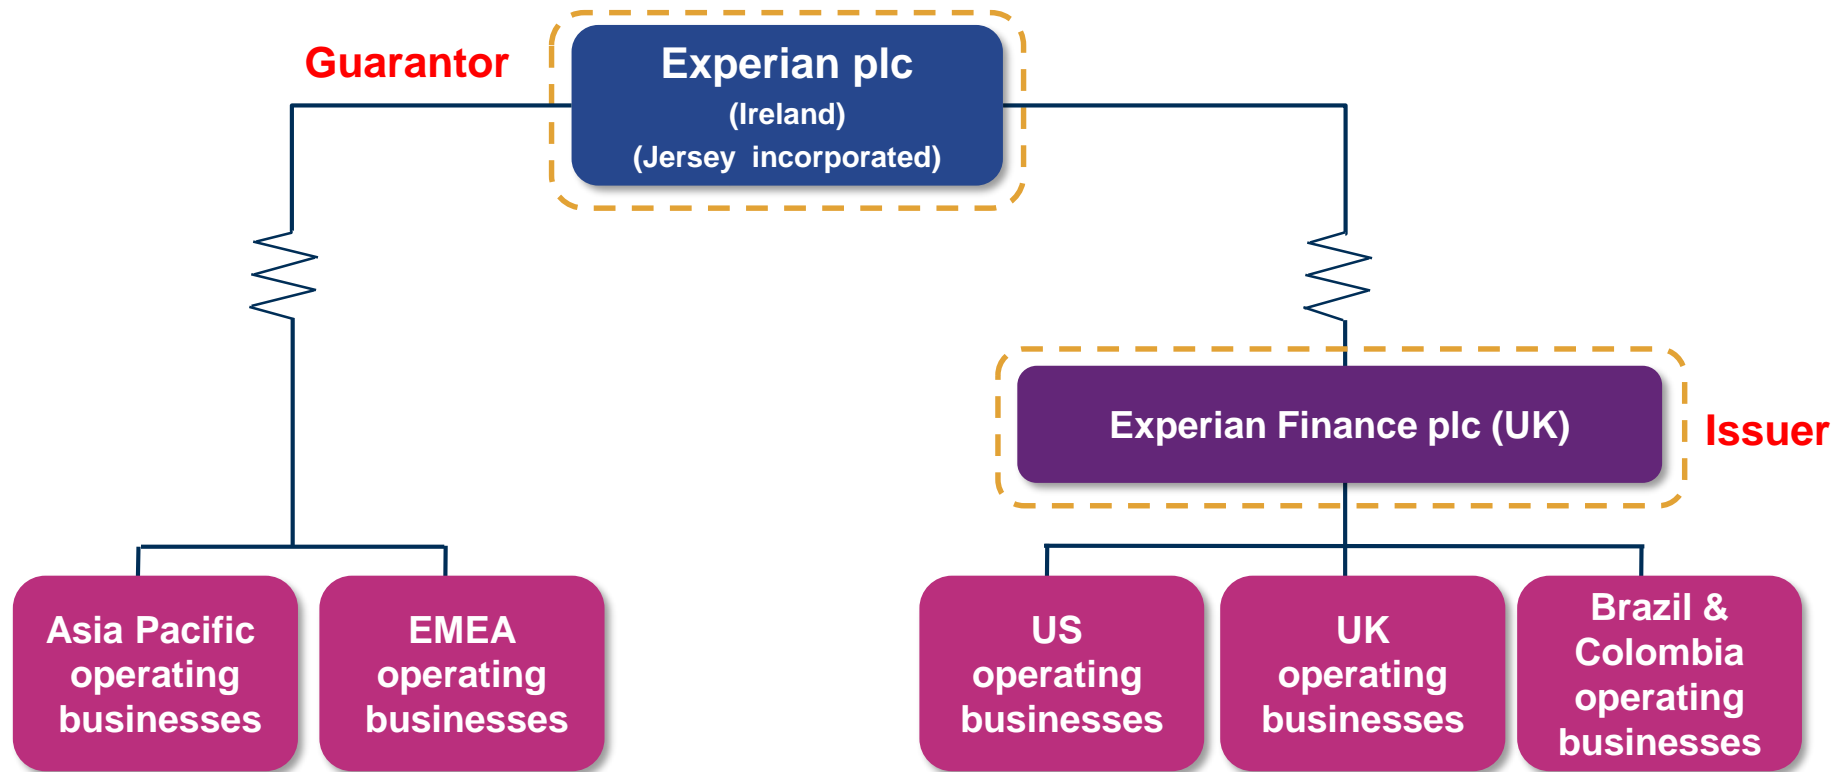 Guarantor
Experian plc
(Ireland)
(Jersey incorporated)
Experian Finance plc (UK)
Issuer
Asia Pacific
operating
businesses
EMEA
operating
businesses
US
operating
businesses
UK
operating
businesses
Brazil &
Colombia
operating
businesses